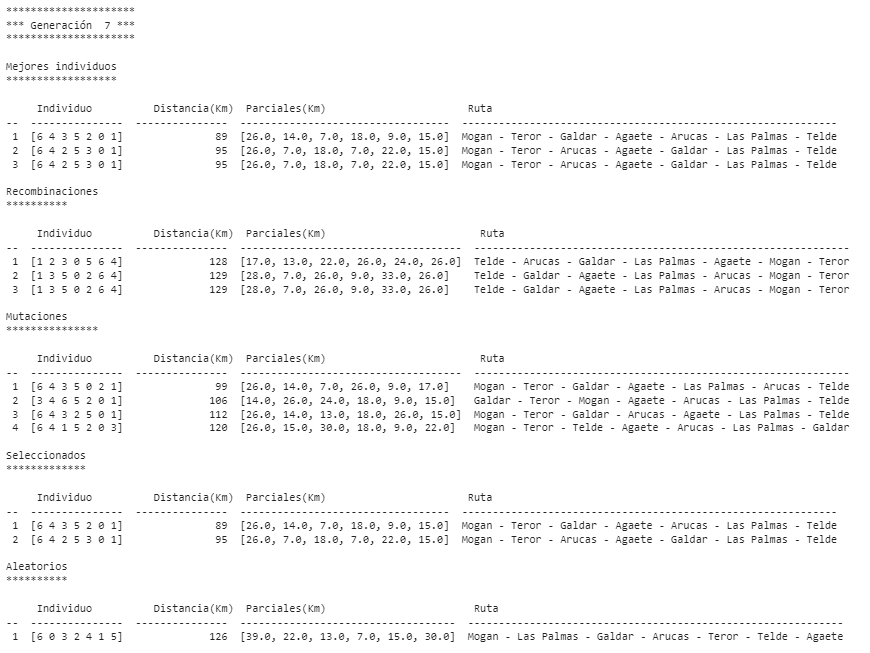 *********************
*** Generación  7 ***
*********************
Mejores individuos
******************
     Individuo          Distancia(Km)  Parciales(Km)                       Ruta
--  ---------------  ---------------  ----------------------------------  -------------------------------------------------------------
 1  [6 4 3 5 2 0 1]               89  [26.0, 14.0, 7.0, 18.0, 9.0, 15.0]  Mogan - Teror - Galdar - Agaete - Arucas - Las Palmas - Telde
 2  [6 4 2 5 3 0 1]               95  [26.0, 7.0, 18.0, 7.0, 22.0, 15.0]  Mogan - Teror - Arucas - Agaete - Galdar - Las Palmas - Telde
 3  [6 4 2 5 3 0 1]               95  [26.0, 7.0, 18.0, 7.0, 22.0, 15.0]  Mogan - Teror - Arucas - Agaete - Galdar - Las Palmas - Telde
Recombinaciones
**********
     Individuo          Distancia(Km)  Parciales(Km)                         Ruta
--  ---------------  ---------------  ------------------------------------  -------------------------------------------------------------
 1  [1 2 3 0 5 6 4]              128  [17.0, 13.0, 22.0, 26.0, 24.0, 26.0]  Telde - Arucas - Galdar - Las Palmas - Agaete - Mogan - Teror
 2  [1 3 5 0 2 6 4]              129  [28.0, 7.0, 26.0, 9.0, 33.0, 26.0]    Telde - Galdar - Agaete - Las Palmas - Arucas - Mogan - Teror
 3  [1 3 5 0 2 6 4]              129  [28.0, 7.0, 26.0, 9.0, 33.0, 26.0]    Telde - Galdar - Agaete - Las Palmas - Arucas - Mogan - Teror
Mutaciones
***************
     Individuo          Distancia(Km)  Parciales(Km)                         Ruta
--  ---------------  ---------------  ------------------------------------  -------------------------------------------------------------
 1  [6 4 3 5 0 2 1]               99  [26.0, 14.0, 7.0, 26.0, 9.0, 17.0]    Mogan - Teror - Galdar - Agaete - Las Palmas - Arucas - Telde
 2  [3 4 6 5 2 0 1]              106  [14.0, 26.0, 24.0, 18.0, 9.0, 15.0]   Galdar - Teror - Mogan - Agaete - Arucas - Las Palmas - Telde
 3  [6 4 3 2 5 0 1]              112  [26.0, 14.0, 13.0, 18.0, 26.0, 15.0]  Mogan - Teror - Galdar - Arucas - Agaete - Las Palmas - Telde
 4  [6 4 1 5 2 0 3]              120  [26.0, 15.0, 30.0, 18.0, 9.0, 22.0]   Mogan - Teror - Telde - Agaete - Arucas - Las Palmas - Galdar
Seleccionados
*************
     Individuo          Distancia(Km)  Parciales(Km)                       Ruta
--  ---------------  ---------------  ----------------------------------  -------------------------------------------------------------
 1  [6 4 3 5 2 0 1]               89  [26.0, 14.0, 7.0, 18.0, 9.0, 15.0]  Mogan - Teror - Galdar - Agaete - Arucas - Las Palmas - Telde
 2  [6 4 2 5 3 0 1]               95  [26.0, 7.0, 18.0, 7.0, 22.0, 15.0]  Mogan - Teror - Arucas - Agaete - Galdar - Las Palmas - Telde
Aleatorios
**********
     Individuo          Distancia(Km)  Parciales(Km)                        Ruta
--  ---------------  ---------------  -----------------------------------  -------------------------------------------------------------
 1  [6 0 3 2 4 1 5]              126  [39.0, 22.0, 13.0, 7.0, 15.0, 30.0]  Mogan - Las Palmas - Galdar - Arucas - Teror - Telde - Agaete